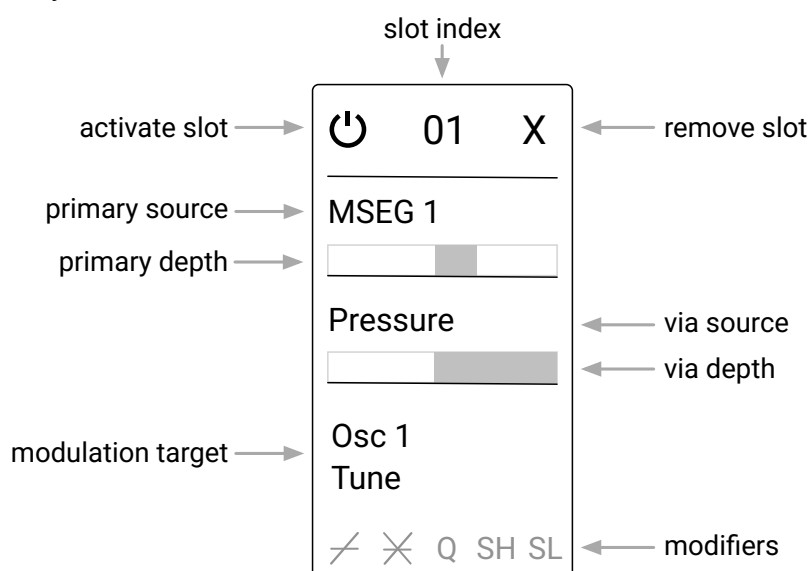 slot index
activate slot 01 X remove slot
primary source MSEG 1
primary depth
Pressure via source
via depth
Osc 1
modulation target
Tune
Q SH SL modifiers